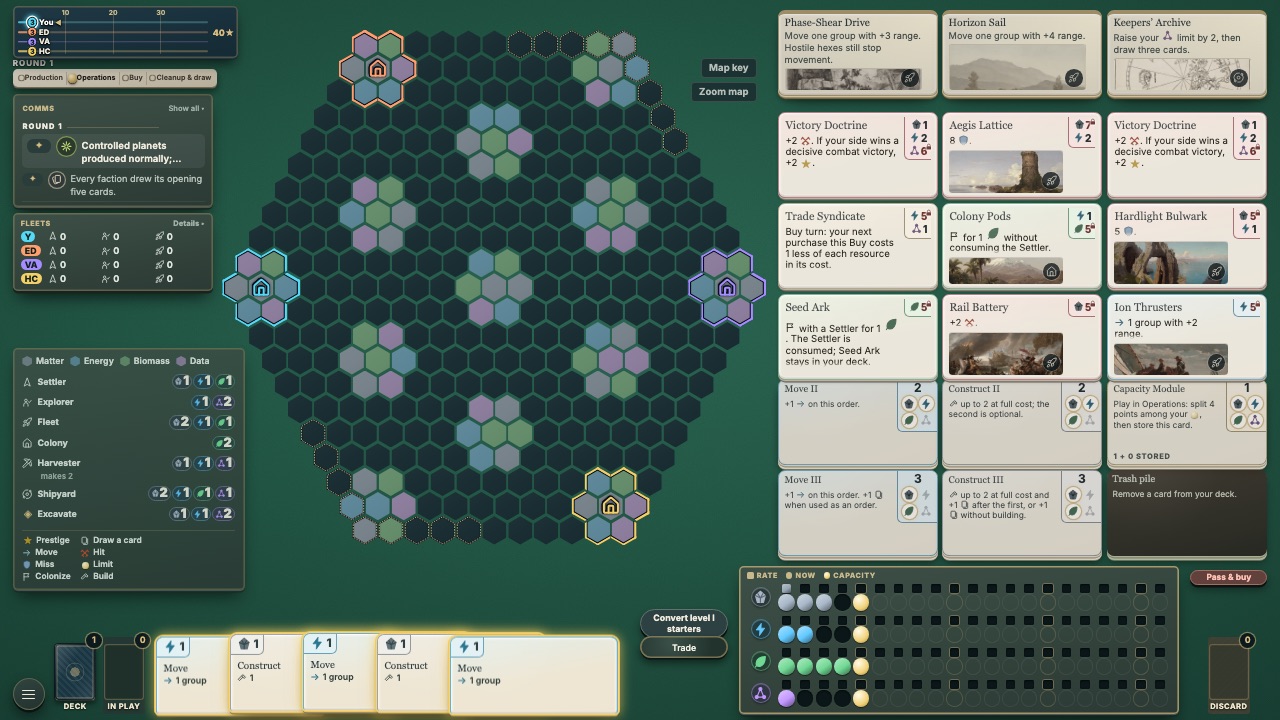 10 20 30
3 You
3 ED
3 VA
3 HC
40★
ROUND 1
Production Operations Buy Cleanup & draw
COMMS Show all
ROUND 1
Controlled planets
produced normally;...
Every faction drew its opening
five cards.
FLEETS Details
Y 0 0 0
ED 0 0 0
VA 0 0 0
HC 0 0 0
Matter Energy Biomass Data
Settler 1 1 1
Explorer 1 2
Fleet 2 1 1
Colony 2
Harvester 1 1 1
makes 2
Shipyard 2 1 1 1
Excavate 1 1 2
Prestige Draw a card
Move Hit
Miss Limit
Colonize Build
Map key
Zoom map
Phase-Shear Drive
Move one group with +3 range.
Hostile hexes still stop
movement.
Horizon Sail
Move one group with +4 range.
Keepers' Archive
Raise your limit by 2, then
draw three cards.
Victory Doctrine 1 2 6
+2 . If your side wins a
decisive combat victory,
+2 ★ .
Aegis Lattice 7 2
8 .
Victory Doctrine 1 2 6
+2 . If your side wins a
decisive combat victory,
+2 ★ .
Trade Syndicate 5 1
Buy turn: your next
purchase this Buy costs
1 less of each resource
in its cost.
Colony Pods 1 5
for 1 without
consuming the Settler.
Hardlight Bulwark 5 1
5 .
Seed Ark 5
with a Settler for 1
. The Settler is
consumed; Seed Ark
stays in your deck.
Rail Battery 5
+2 .
Ion Thrusters 5
→ 1 group with +2
range.
Move II 2
+1 → on this order.
Construct II 2
up to 2 at full cost; the
second is optional.
Capacity Module 1
Play in Operations: split 4
points among your ,
then store this card.
1 + 0 STORED
Move III 3
+1 → on this order. +1
when used as an order.
Construct III 3
up to 2 at full cost and
+1 after the first, or +1
without building.
Trash pile
Remove a card from your deck.
RATE NOW CAPACITY
Pass & buy
Convert level I
starters
Trade
1
DECK
0
IN PLAY
1
Move
→ 1 group
1
Construct
1
1
Move
→ 1 group
1
Construct
1
1
Move
→ 1 group
0
DISCARD